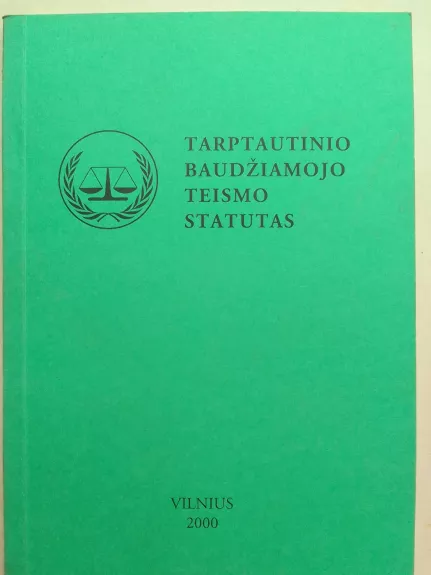 TARPTAUTINIO
BAUDŽIAMOJO
TEISMO
STATUTAS
VILNIUS
2000